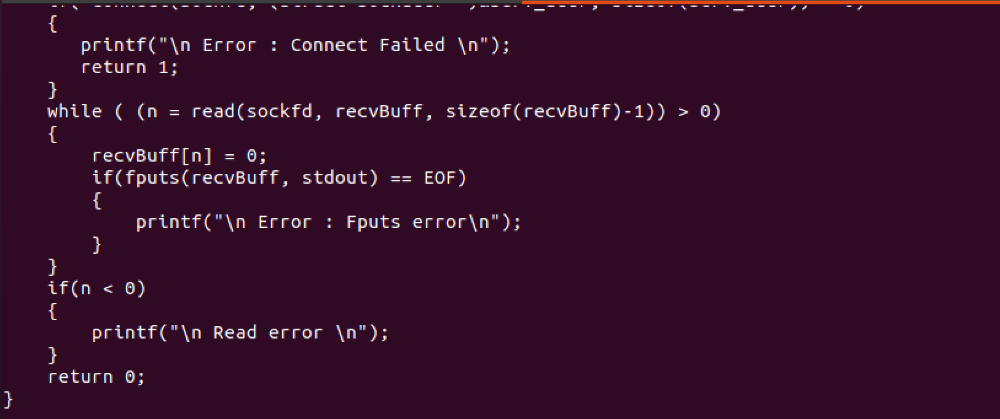 {
printf("\n Error : Connect Failed \n");
return 1;
}
while ( (n = read(sockfd, recvBuff, sizeof(recvBuff)-1)) > 0)
{
recvBuff[n] = 0;
if(fputs(recvBuff, stdout) == EOF)
{
printf("\n Error : Fputs error\n");
}
}
if(n < 0)
{
printf("\n Read error \n");
}
return 0;
}